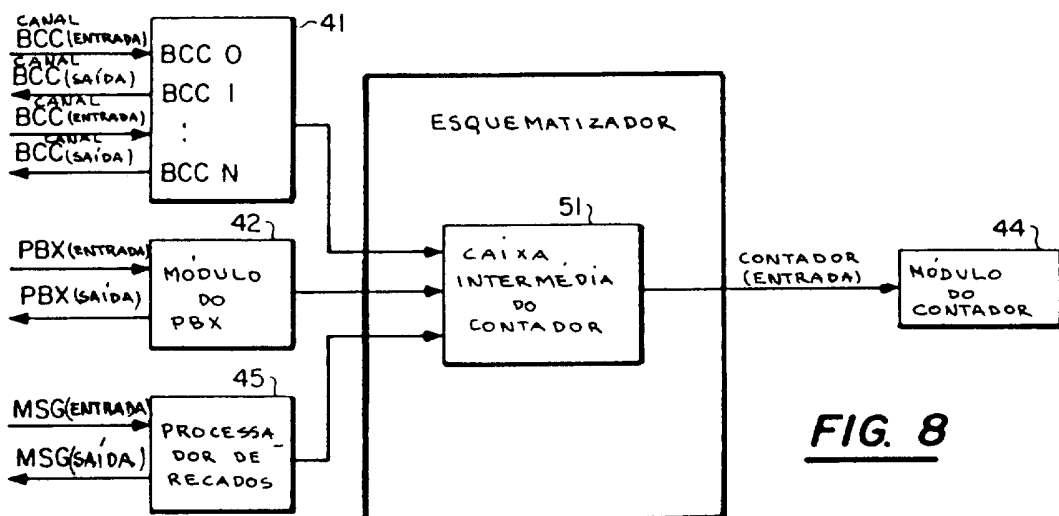 CANAL
BCC(ENTRADA)
CANAL
BCC(SAÍDA)
CANAL
BCC(ENTRADA)
CANAL
BCC(SAÍDA)
41
BCC 0
BCC 1
:
BCC N
PBX(ENTRADA)
PBX(SAÍDA)
42
MÓDULO
DO
PBX
MSG(ENTRADA)
MSG(SAÍDA)
45
PROCESSA_
DOR DE
RECADOS
ESQUEMATIZADOR
51
CAIXA
INTERMÉDIA
DO
CONTADOR
CONTADOR
(ENTRADA)
44
MÓDULO
DO
CONTADOR
FIG. 8